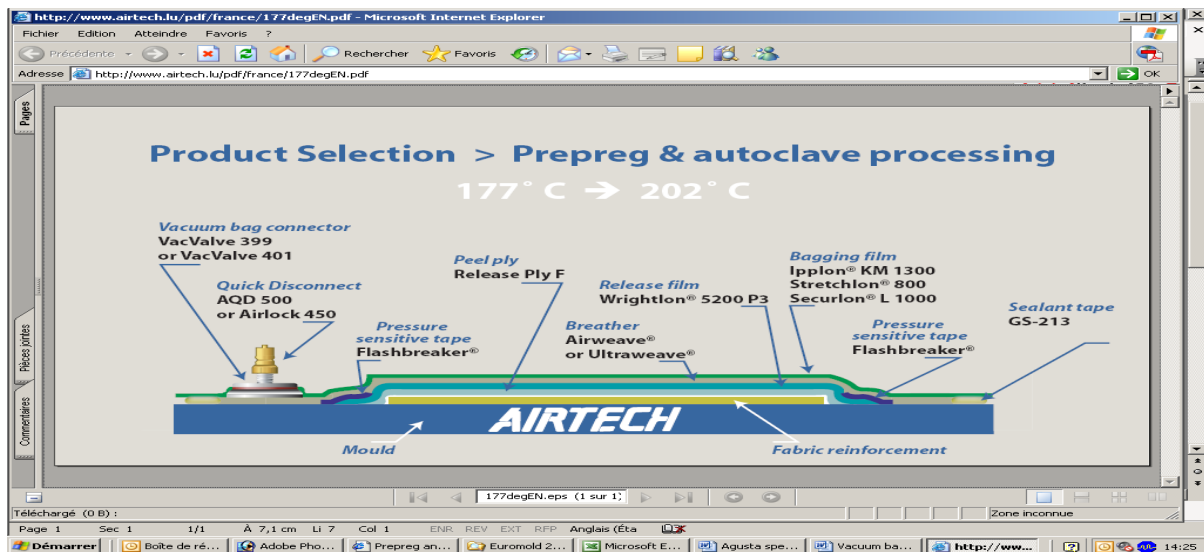 http://www.airtech.lu/pdf/france/177degEN.pdf - Microsoft Internet Explorer
Fichier Edition Atteindre Favoris ?
Précédente Rechercher Favoris
Adresse http://www.airtech.lu/pdf/france/177degEN.pdf OK
Pages
Pièces jointes
Commentaires
Product Selection > Prepreg & autoclave processing
177° C → 202° C
Vacuum bag connector
VacValve 399
or VacValve 401
Quick Disconnect
AQD 500
or Airlock 450
Pressure
sensitive tape
Flashbreaker®
Peel ply
Release Ply F
Release film
Wrightlon® 5200 P3
Breather
Airweave®
or Ultraweave®
Bagging film
Ipplon® KM 1300
Stretchlon® 800
Securlon® L 1000
Pressure
sensitive tape
Flashbreaker®
Sealant tape
GS-213
AIRTECH
Mould
Fabric reinforcement
177degEN.eps (1 sur 1)
Téléchargé (0 B) : Zone inconnue
Page 1 Sec 1 1/1 À 7,1 cm Li 7 Col 1 ENR REV EXT RFP Anglais (Éta
Démarrer Boîte de ré... Adobe Pho... Prepreg an... Euromold 2... Microsoft E... Agusta spe... Vacuum ba... http://ww... 14:25